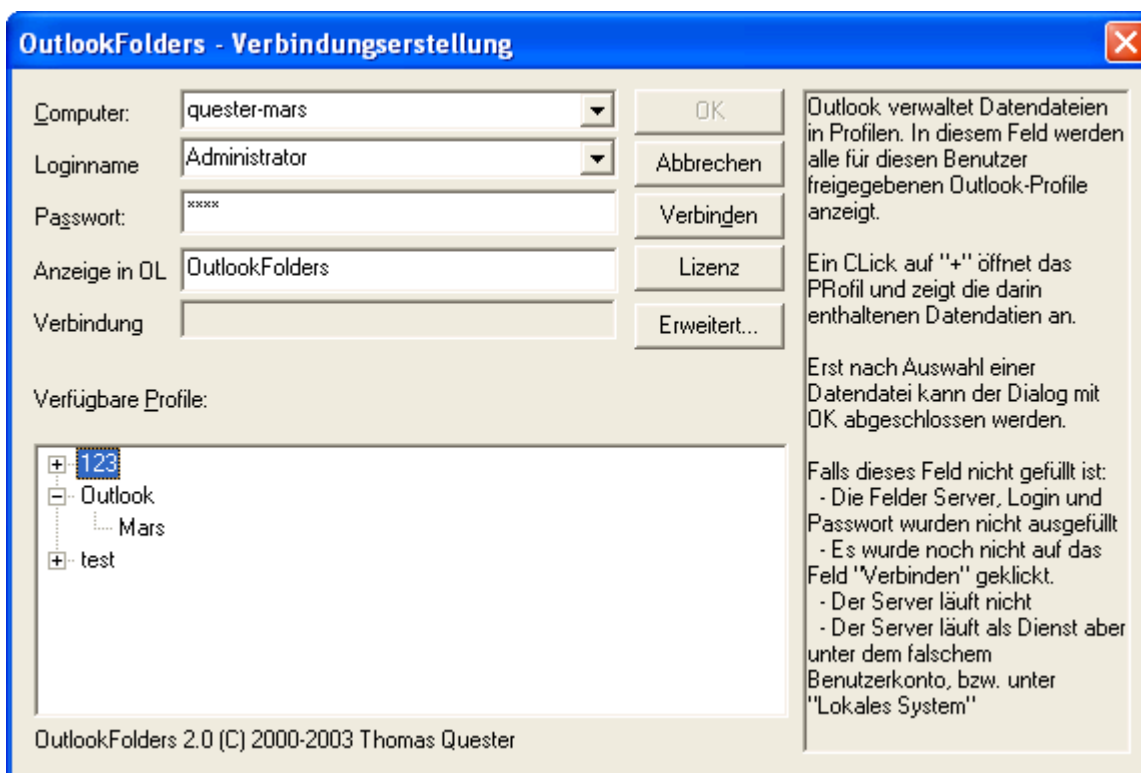 OutlookFolders - Verbindungserstellung
Computer:
quester-mars
OK
Loginname
Administrator
Abbrechen
Passwort:
****
Verbinden
Anzeige in OL
OutlookFolders
Lizenz
Verbindung
Erweitert...
Verfügbare Profile:
123
Outlook
Mars
test
OutlookFolders 2.0 (C) 2000-2003 Thomas Quester
Outlook verwaltet Datendateien
in Profilen. In diesem Feld werden
alle für diesen Benutzer
freigegebenen Outlook-Profile
anzeigt.
Ein CLick auf "+" öffnet das
PRofil und zeigt die darin
enthaltenen Datendatien an.
Erst nach Auswahl einer
Datendatei kann der Dialog mit
OK abgeschlossen werden.
Falls dieses Feld nicht gefüllt ist:
- Die Felder Server, Login und
Passwort wurden nicht ausgefüllt
- Es wurde noch nicht auf das
Feld "Verbinden" geklickt.
- Der Server läuft nicht
- Der Server läuft als Dienst aber
unter dem falschem
Benutzerkonto, bzw. unter
"Lokales System"